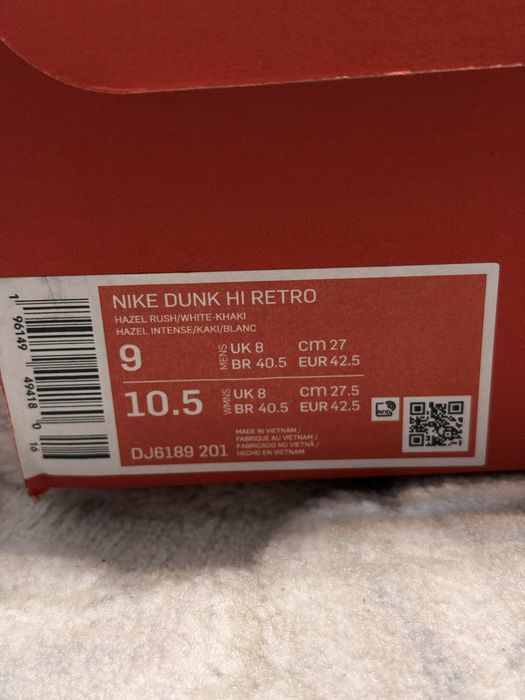 NIKE DUNK HI RETRO
HAZEL RUSH/WHITE-KHAKI
HAZEL INTENSE/KAKI/BLANC
9 MENS UK 8 cm 27
BR 40.5 EUR 42.5
10.5 WMNS UK 8 cm 27.5
BR 40.5 EUR 42.5
MADE IN VIETNAM /
FABRIQUE AU VIETNAM /
FABRICADO NO VIETNÃ /
HECHO EN VIETNAM
DJ6189 201
RFID
1 96149 49418 0 16